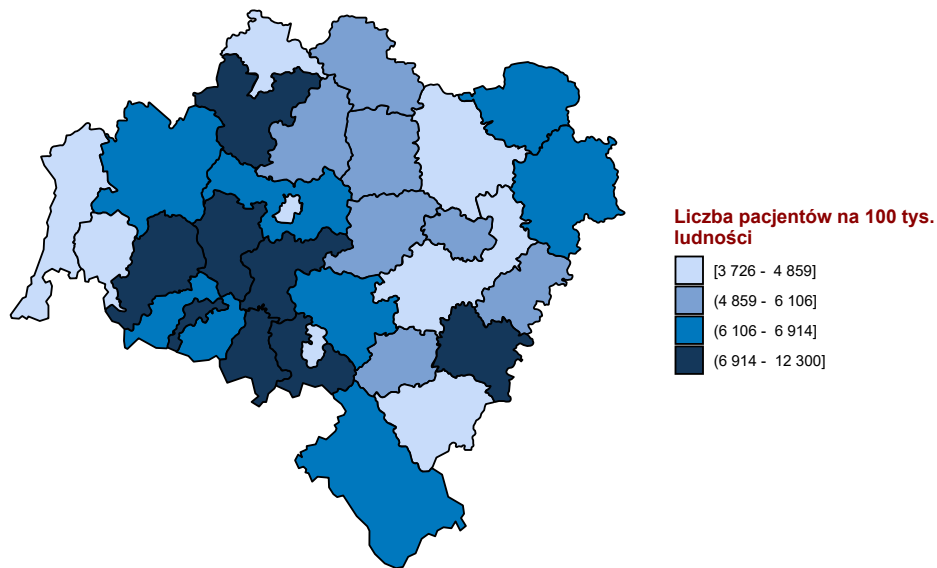 Liczba pacjentów na 100 tys.
ludności
[3 726 - 4 859]
(4 859 - 6 106]
(6 106 - 6 914]
(6 914 - 12 300]